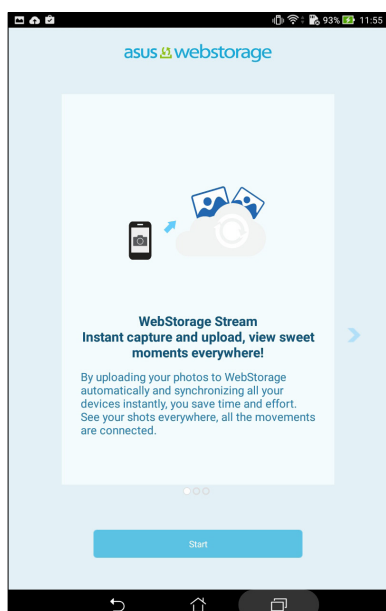 93% 11:55
asus webstorage
WebStorage Stream
Instant capture and upload, view sweet
moments everywhere!
By uploading your photos to WebStorage
automatically and synchronizing all your
devices instantly, you save time and effort.
See your shots everywhere, all the movements
are connected.
Start